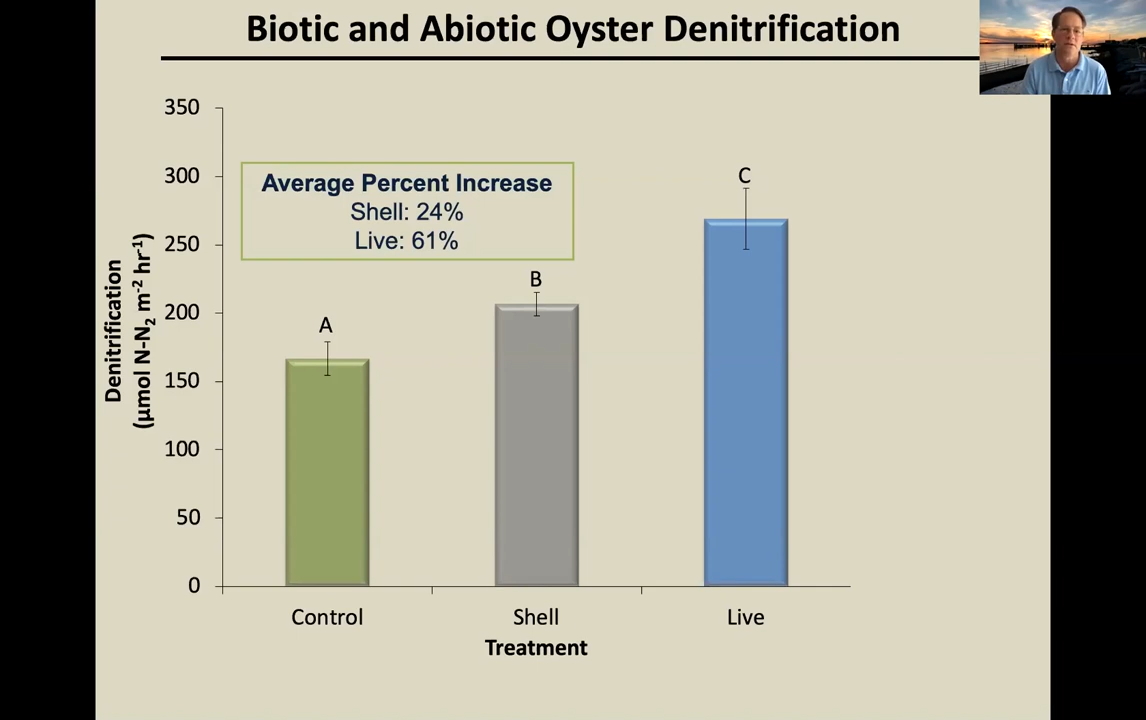 Biotic and Abiotic Oyster Denitrification
350
300
250
200
150
100
50
0
Denitrification
(µmol N-N₂ m⁻² hr⁻¹)
Average Percent Increase
Shell: 24%
Live: 61%
A
B
C
Control
Shell
Live
Treatment